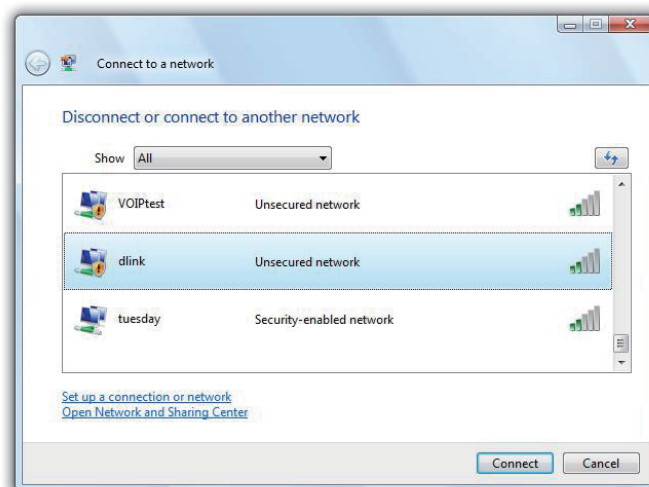 Connect to a network
Disconnect or connect to another network
Show All
VOIPtest Unsecured network
dlink Unsecured network
tuesday Security-enabled network
Set up a connection or network
Open Network and Sharing Center
Connect Cancel